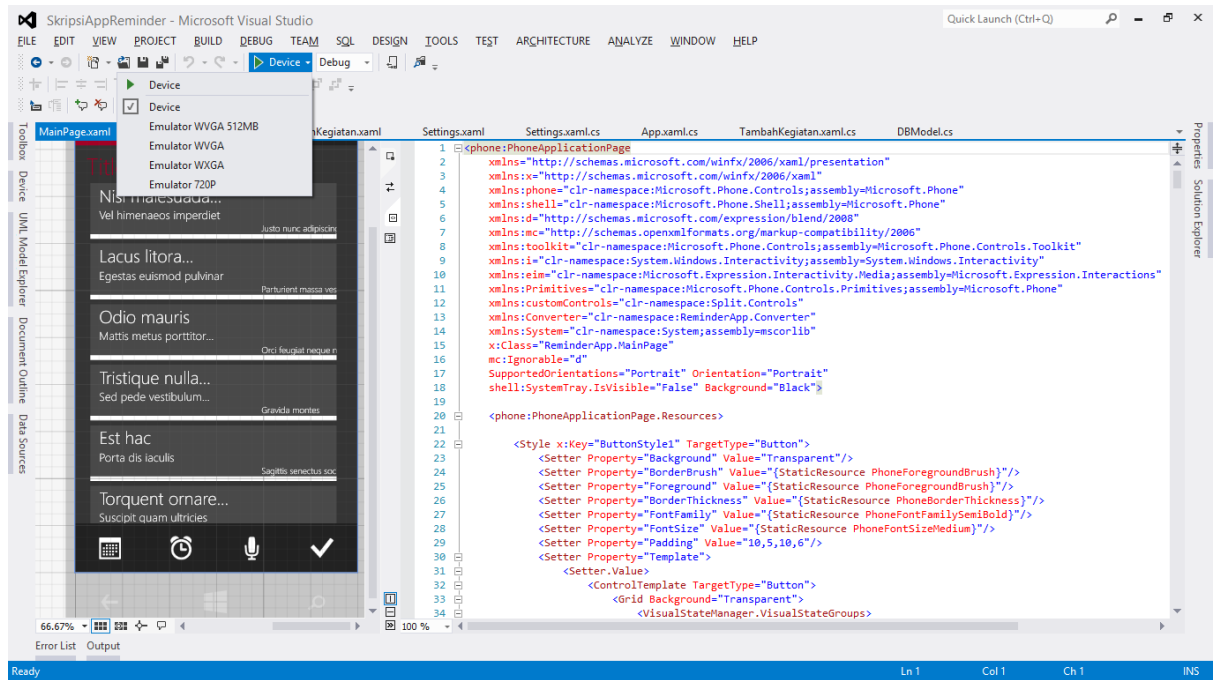 SkripsiAppReminder - Microsoft Visual Studio
Quick Launch (Ctrl+Q)
FILE EDIT VIEW PROJECT BUILD DEBUG TEAM SQL DESIGN TOOLS TEST ARCHITECTURE ANALYZE WINDOW HELP
Device Debug
Device
Device
Emulator WVGA 512MB
Emulator WVGA
Emulator WXGA
Emulator 720P
MainPage.xaml Kegiatan.xaml Settings.xaml Settings.xaml.cs App.xaml.cs TambahKegiatan.xaml.cs DBModel.cs
Toolbox
Device
UML Model Explorer
Document Outline
Data Sources
Nisi malesuada...
Vel himenaeos imperdiet
Justo nunc adipiscin
Lacus litora...
Egestas euismod pulvinar
Parturient massa ves
Odio mauris
Mattis metus porttitor...
Orci feugiat neque n
Tristique nulla...
Sed pede vestibulum...
Gravida montes
Est hac
Porta dis iaculis
Sagittis senectus soc
Torquent ornare...
Suscipit quam ultricies
66.67%
1 <phone:PhoneApplicationPage
2 xmlns="http://schemas.microsoft.com/winfx/2006/xaml/presentation"
3 xmlns:x="http://schemas.microsoft.com/winfx/2006/xaml"
4 xmlns:phone="clr-namespace:Microsoft.Phone.Controls;assembly=Microsoft.Phone"
5 xmlns:shell="clr-namespace:Microsoft.Phone.Shell;assembly=Microsoft.Phone"
6 xmlns:d="http://schemas.microsoft.com/expression/blend/2008"
7 xmlns:mc="http://schemas.openxmlformats.org/markup-compatibility/2006"
8 xmlns:toolkit="clr-namespace:Microsoft.Phone.Controls;assembly=Microsoft.Phone.Controls.Toolkit"
9 xmlns:i="clr-namespace:System.Windows.Interactivity;assembly=System.Windows.Interactivity"
10 xmlns:eim="clr-namespace:Microsoft.Expression.Interactivity.Media;assembly=Microsoft.Expression.Interactions"
11 xmlns:Primitives="clr-namespace:Microsoft.Phone.Controls.Primitives;assembly=Microsoft.Phone"
12 xmlns:customControls="clr-namespace:Split.Controls"
13 xmlns:Converter="clr-namespace:ReminderApp.Converter"
14 xmlns:System="clr-namespace:System;assembly=mscorlib"
15 x:Class="ReminderApp.MainPage"
16 mc:Ignorable="d"
17 SupportedOrientations="Portrait" Orientation="Portrait"
18 shell:SystemTray.IsVisible="False" Background="Black">
19
20 <phone:PhoneApplicationPage.Resources>
21
22 <Style x:Key="ButtonStyle1" TargetType="Button">
23 <Setter Property="Background" Value="Transparent"/>
24 <Setter Property="BorderBrush" Value="{StaticResource PhoneForegroundBrush}"/>
25 <Setter Property="Foreground" Value="{StaticResource PhoneForegroundBrush}"/>
26 <Setter Property="BorderThickness" Value="{StaticResource PhoneBorderThickness}"/>
27 <Setter Property="FontFamily" Value="{StaticResource PhoneFontFamilySemiBold}"/>
28 <Setter Property="FontSize" Value="{StaticResource PhoneFontSizeMedium}"/>
29 <Setter Property="Padding" Value="10,5,10,6"/>
30 <Setter Property="Template">
31 <Setter.Value>
32 <ControlTemplate TargetType="Button">
33 <Grid Background="Transparent">
34 <VisualStateManager.VisualStateGroups>
100 %
Properties
Solution Explorer
Error List Output
Ready Ln 1 Col 1 Ch 1 INS